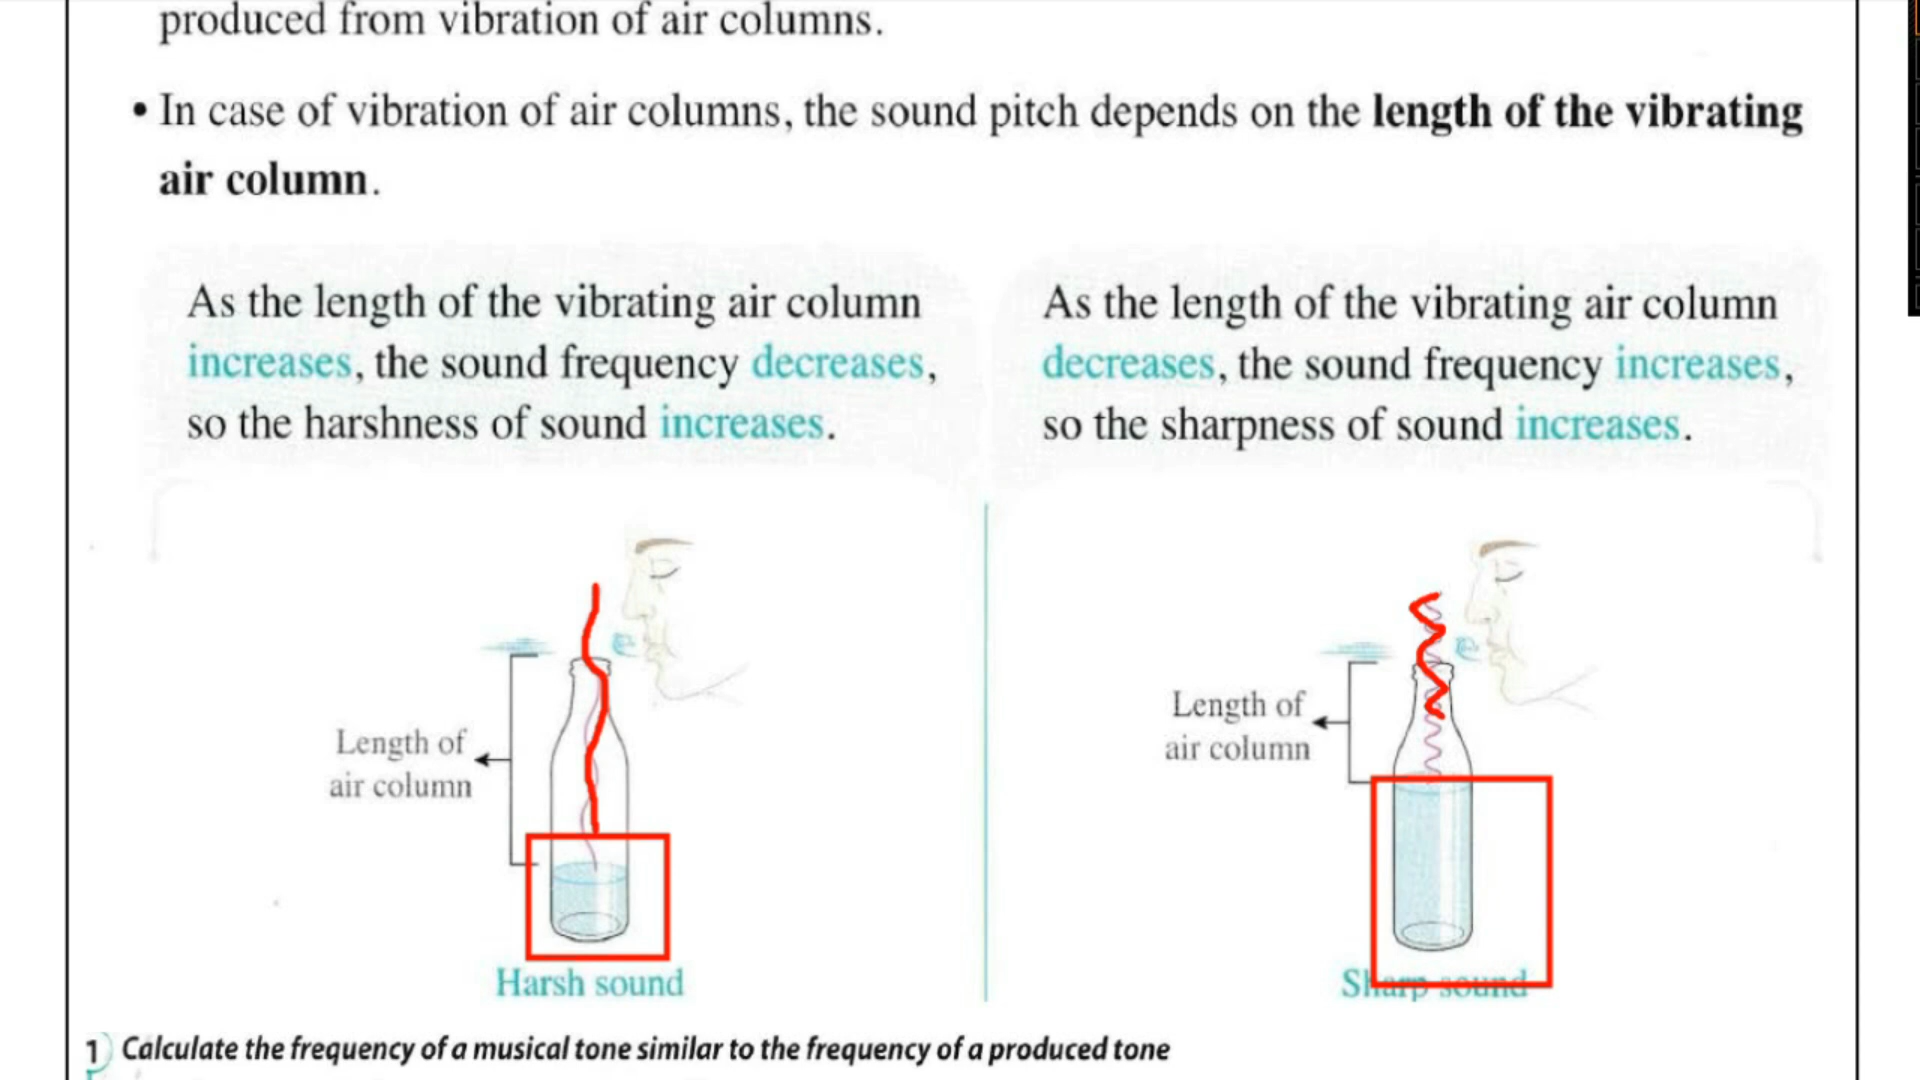 produced from vibration of air columns.
• In case of vibration of air columns, the sound pitch depends on the length of the vibrating
air column.
As the length of the vibrating air column
increases, the sound frequency decreases,
so the harshness of sound increases.
As the length of the vibrating air column
decreases, the sound frequency increases,
so the sharpness of sound increases.
Length of
air column
Harsh sound
Length of
air column
Sharp sound
1 Calculate the frequency of a musical tone similar to the frequency of a produced tone